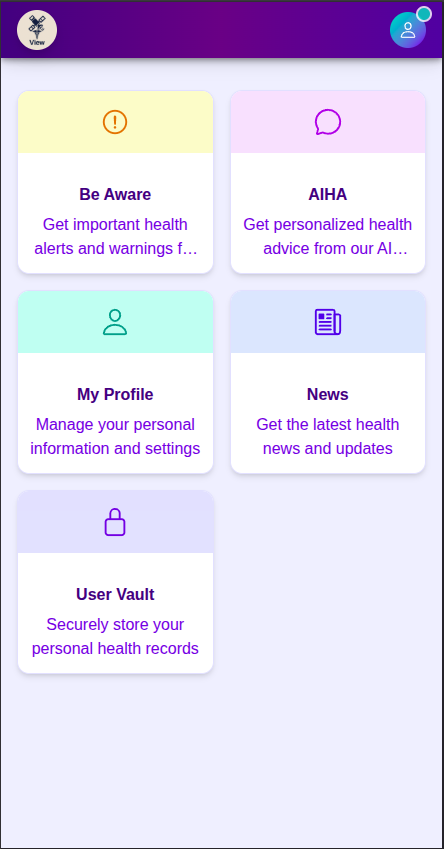 View
Be Aware
Get important health
alerts and warnings f…
AIHA
Get personalized health
advice from our AI…
My Profile
Manage your personal
information and settings
News
Get the latest health
news and updates
User Vault
Securely store your
personal health records